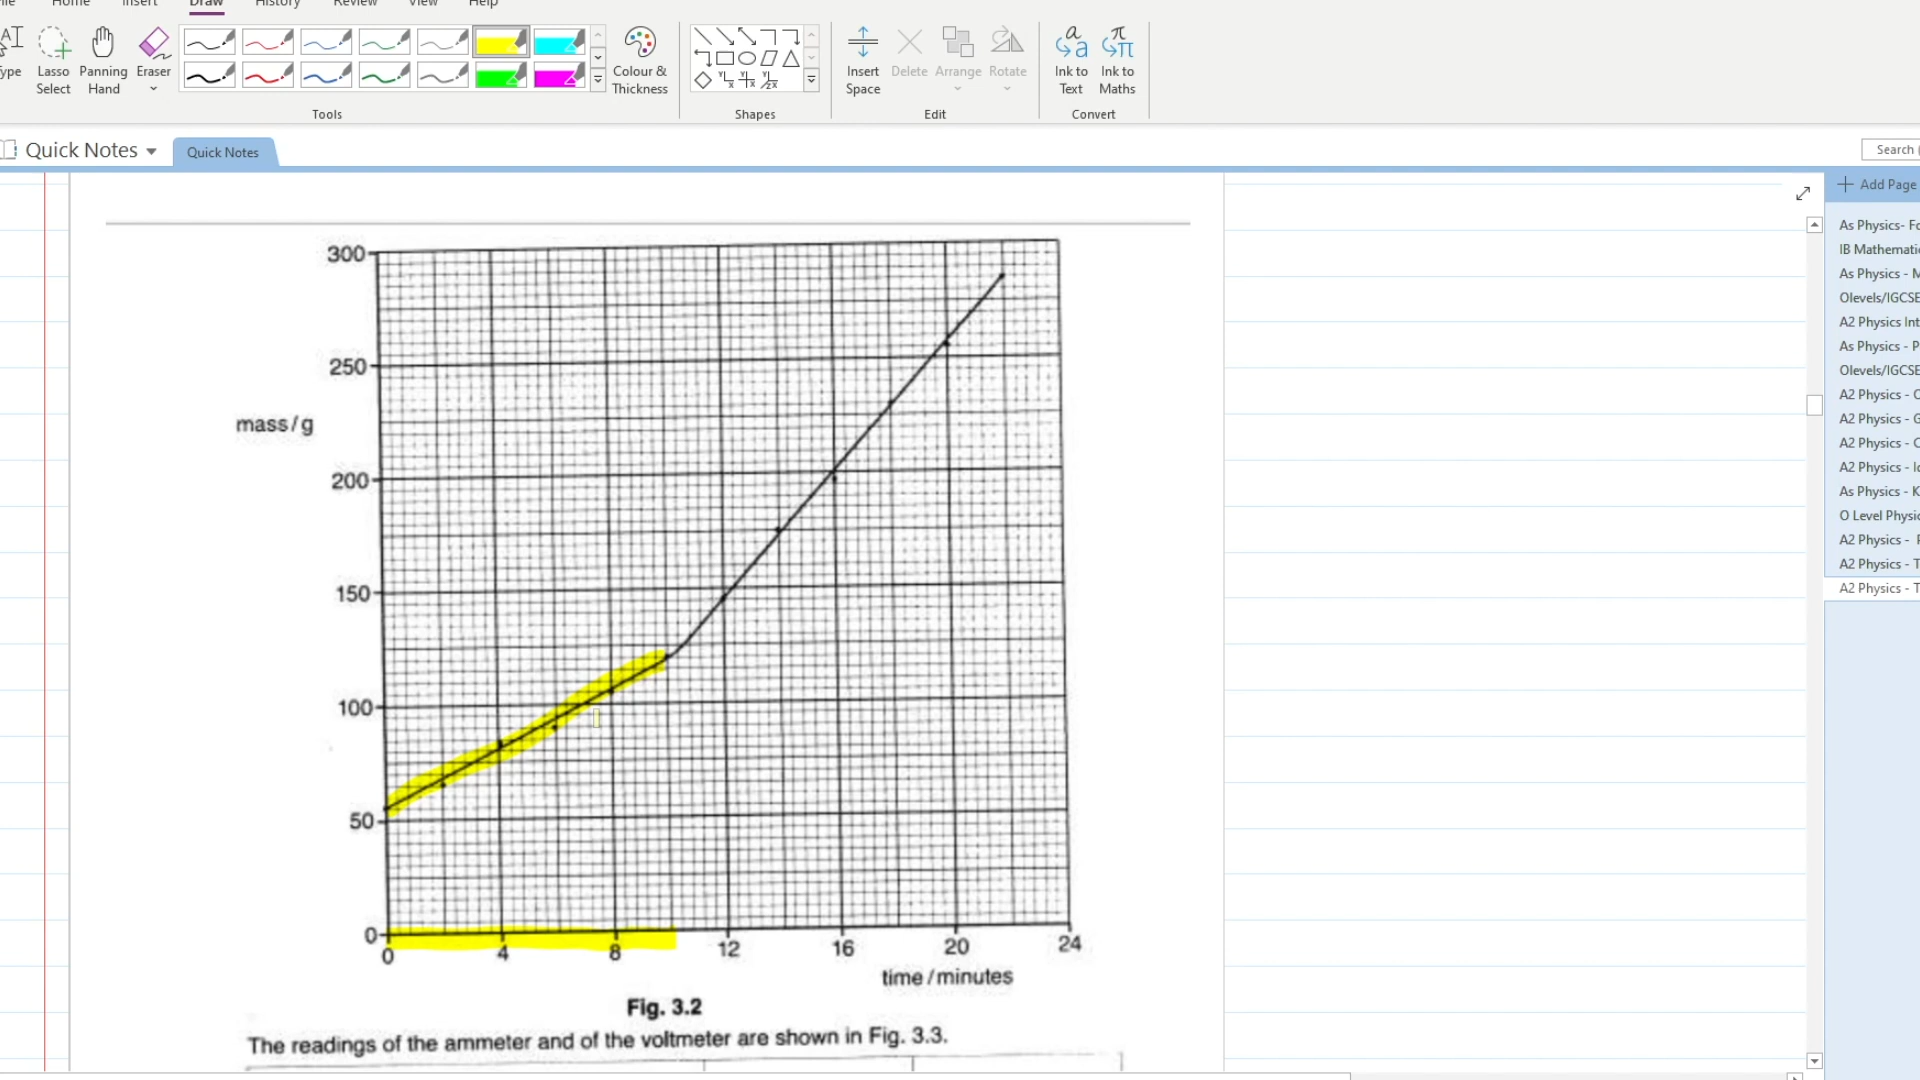 Home Insert Draw History Review View Help
Type
Lasso Select
Panning Hand
Eraser
Colour & Thickness
Insert Space
Delete
Arrange
Rotate
Ink to Text
Ink to Maths
Tools
Shapes
Edit
Convert
Quick Notes
Quick Notes
Search (
Add Page
As Physics- Fo
IB Mathematic
As Physics - M
Olevels/IGCSE
A2 Physics Int
As Physics - P
Olevels/IGCSE
A2 Physics - C
A2 Physics - G
A2 Physics - C
A2 Physics - Id
As Physics - K
O Level Physic
A2 Physics - P
A2 Physics - T
A2 Physics - T
300
250
mass/g
200
150
100
50
0
0 4 8 12 16 20 24
time/minutes
Fig. 3.2
The readings of the ammeter and of the voltmeter are shown in Fig. 3.3.